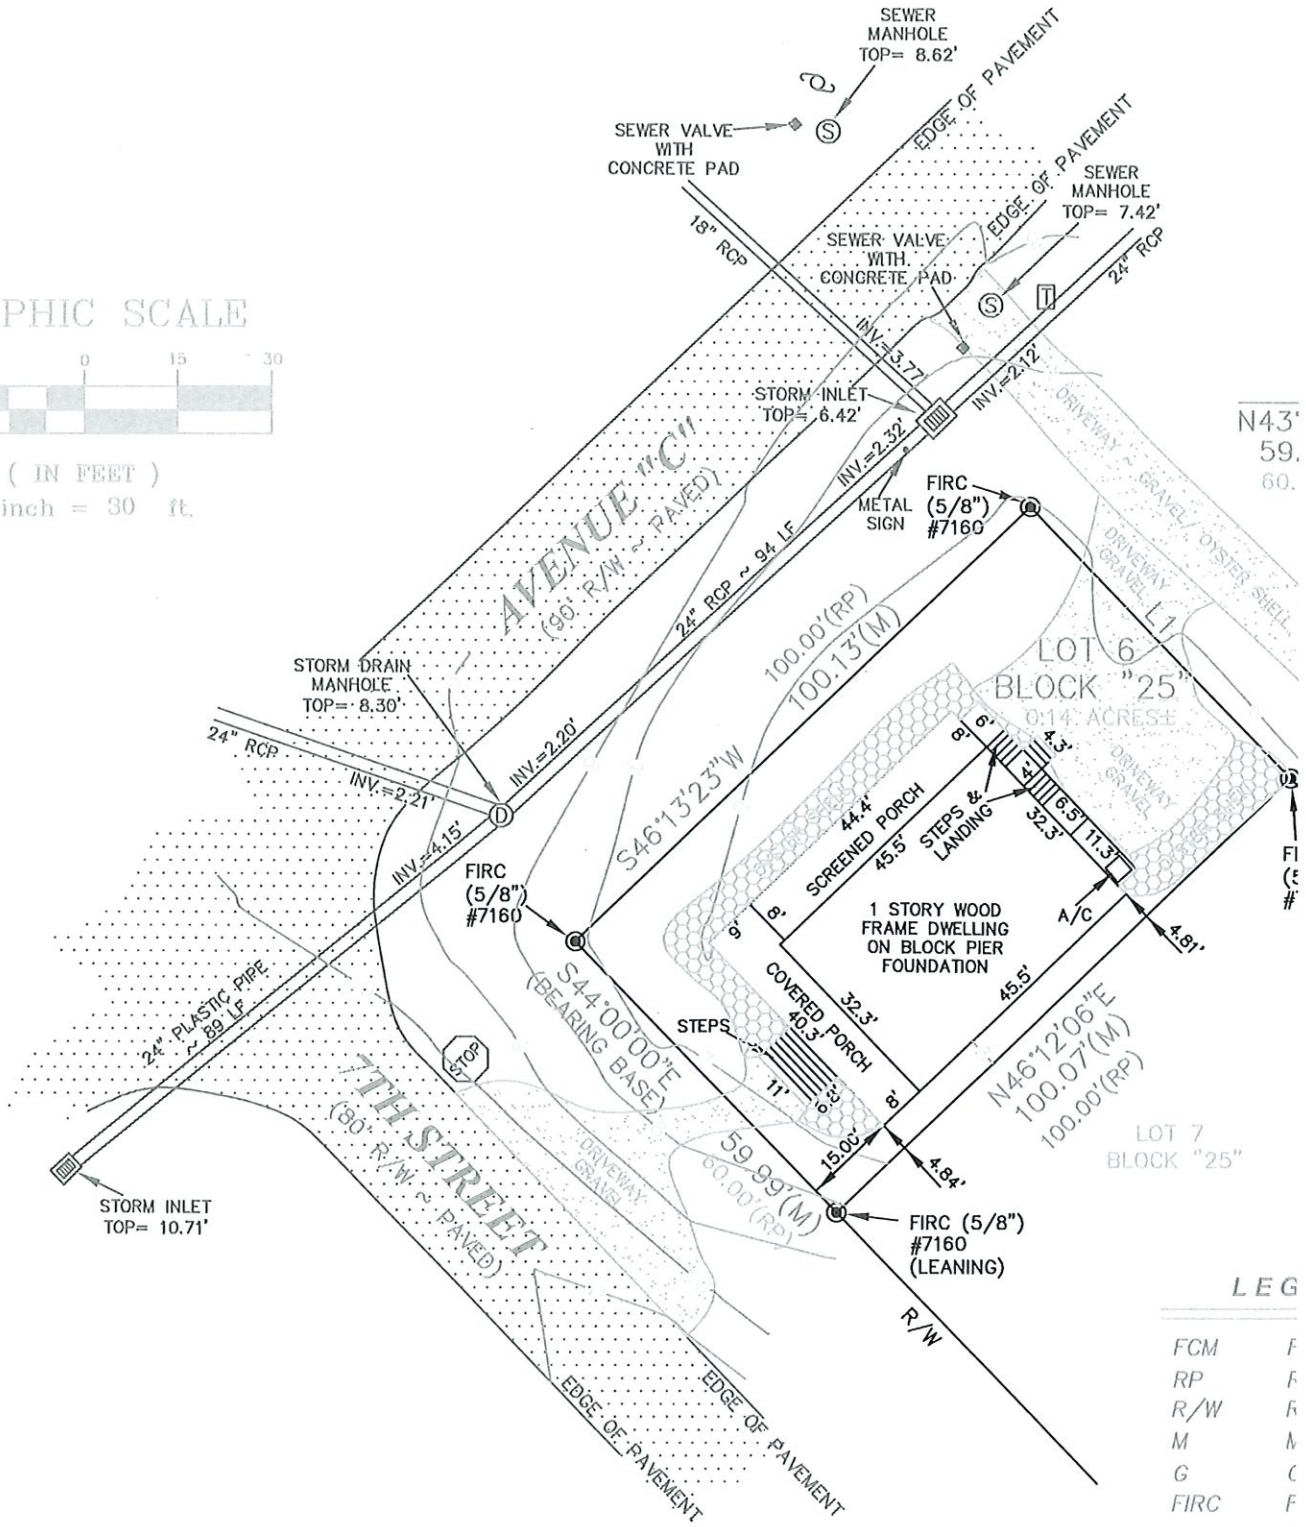 SEWER
MANHOLE
TOP= 8.62'
EDGE OF PAVEMENT
SEWER VALVE
WITH
CONCRETE PAD
S
EDGE OF PAVEMENT
SEWER
MANHOLE
TOP= 7.42'
18" RCP
SEWER VALVE
WITH
CONCRETE PAD
24" RCP
S
T
PHIC SCALE
0 15 30
( IN FEET )
inch = 30 ft.
INV.=3.77'
INV.=2.12'
STORM INLET
TOP= 6.42'
INV.=2.32'
METAL
SIGN
FIRC
(5/8")
#7160
DRIVEWAY ~ GRAVEL/ OYSTER SHELL
N43°
59.
60.
AVENUE "C"
(90' R/W ~ PAVED)
24" RCP ~ 94 LF
DRIVEWAY
GRAVEL
L1
100.00'(RP)
100.13'(M)
S46°13'23"W
LOT 6
BLOCK "25"
0.14 ACRES±
DRIVEWAY
GRAVEL
STORM DRAIN
MANHOLE
TOP= 8.30'
24" RCP
INV.=2.21'
INV.=2.20'
D
INV.=4.15'
6'
8'
4.3'
4'
6.5'
32.3'
11.3'
STEPS &
LANDING
44.4'
SCREENED PORCH
45.5'
FIRC
(5/8")
#7160
8'
9'
1 STORY WOOD
FRAME DWELLING
ON BLOCK PIER
FOUNDATION
A/C
4.81'
FI
(5
#7
45.5'
32.3'
COVERED PORCH
40.3'
STEPS
11'
8'
S44°00'00"E
(BEARING BASE)
24" PLASTIC PIPE
~ 89 LF
STOP
7TH STREET
(80' R/W ~ PAVED)
N46°12'06"E
100.07'(M)
100.00'(RP)
LOT 7
BLOCK "25"
DRIVEWAY
GRAVEL
59.99'(M)
60.00'(RP)
15.00'
4.84'
STORM INLET
TOP= 10.71'
FIRC (5/8")
#7160
(LEANING)
R/W
EDGE OF PAVEMENT
EDGE OF PAVEMENT
LEG
FCM F
RP R
R/W R
M M
G
FIRC F